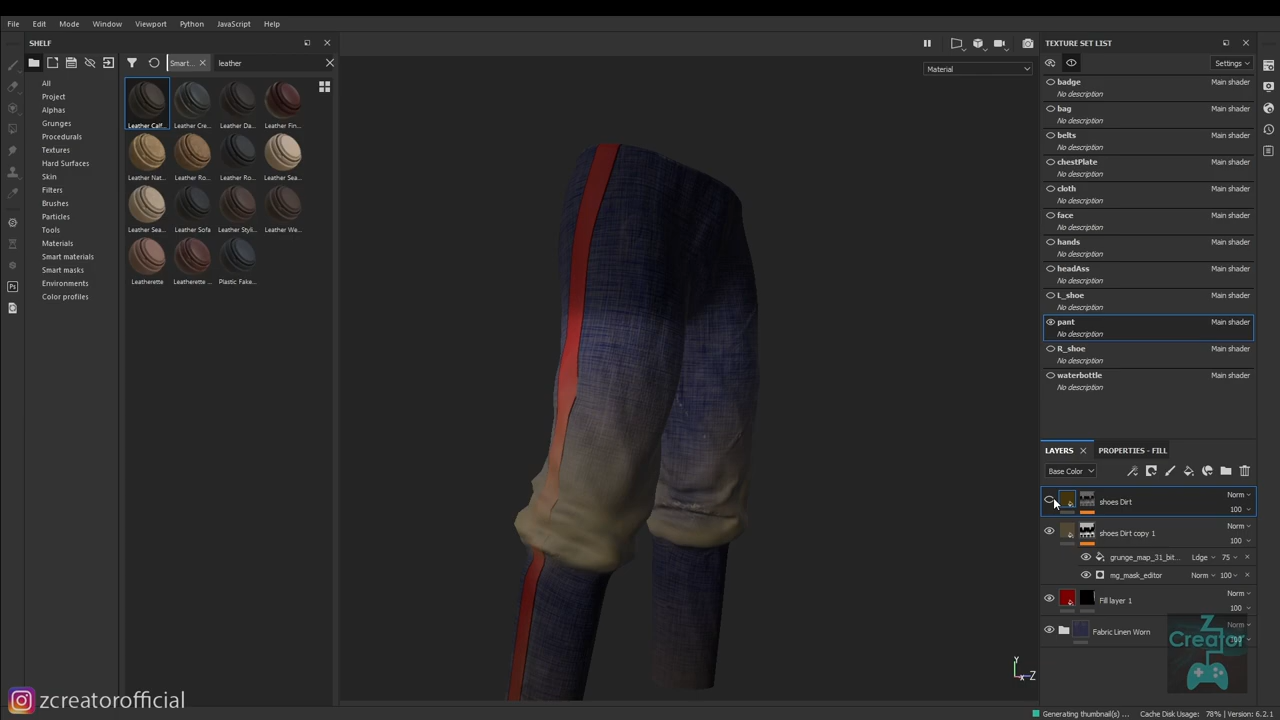 File Edit Mode Window Viewport Python JavaScript Help
SHELF
Smart... leather
All
Project
Alphas
Grunges
Procedurals
Textures
Hard Surfaces
Skin
Filters
Brushes
Particles
Tools
Materials
Smart materials
Smart masks
Environments
Color profiles
Leather Calf... Leather Cre... Leather Da... Leather Fin...
Leather Nat... Leather Ro... Leather Ro... Leather Sea...
Leather Sea... Leather Sofa Leather Styli... Leather We...
Leatherette Leatherette ... Plastic Fake...
Material
Y
Z
TEXTURE SET LIST
Settings
badge Main shader
No description
bag Main shader
No description
belts Main shader
No description
chestPlate Main shader
No description
cloth Main shader
No description
face Main shader
No description
hands Main shader
No description
headAss Main shader
No description
L_shoe Main shader
No description
pant Main shader
No description
R_shoe Main shader
No description
waterbottle Main shader
No description
LAYERS PROPERTIES - FILL
Base Color
shoes Dirt Norm
100
shoes Dirt copy 1 Norm
100
grunge_map_31_bit... Ldge 75
mg_mask_editor Norm 100
Fill layer 1 Norm
100
Fabric Linen Worn Norm
100
Z
Creator
Ps
zcreatorofficial
Generating thumbnail(s) ... Cache Disk Usage: 78% | Version: 6.2.1